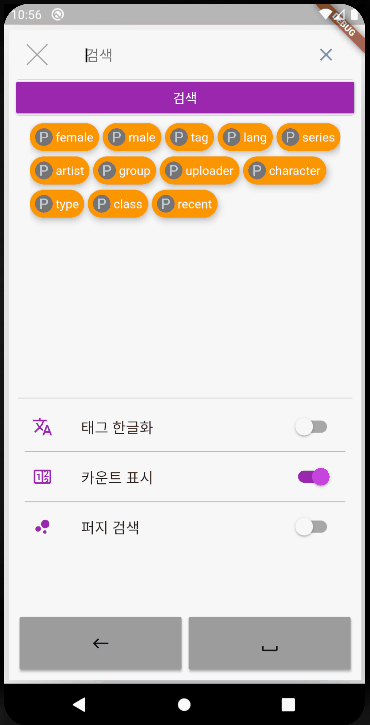 10:56
DEBUG
검색
검색
P female P male P tag P lang P series
P artist P group P uploader P character
P type P class P recent
태그 한글화
카운트 표시
퍼지 검색